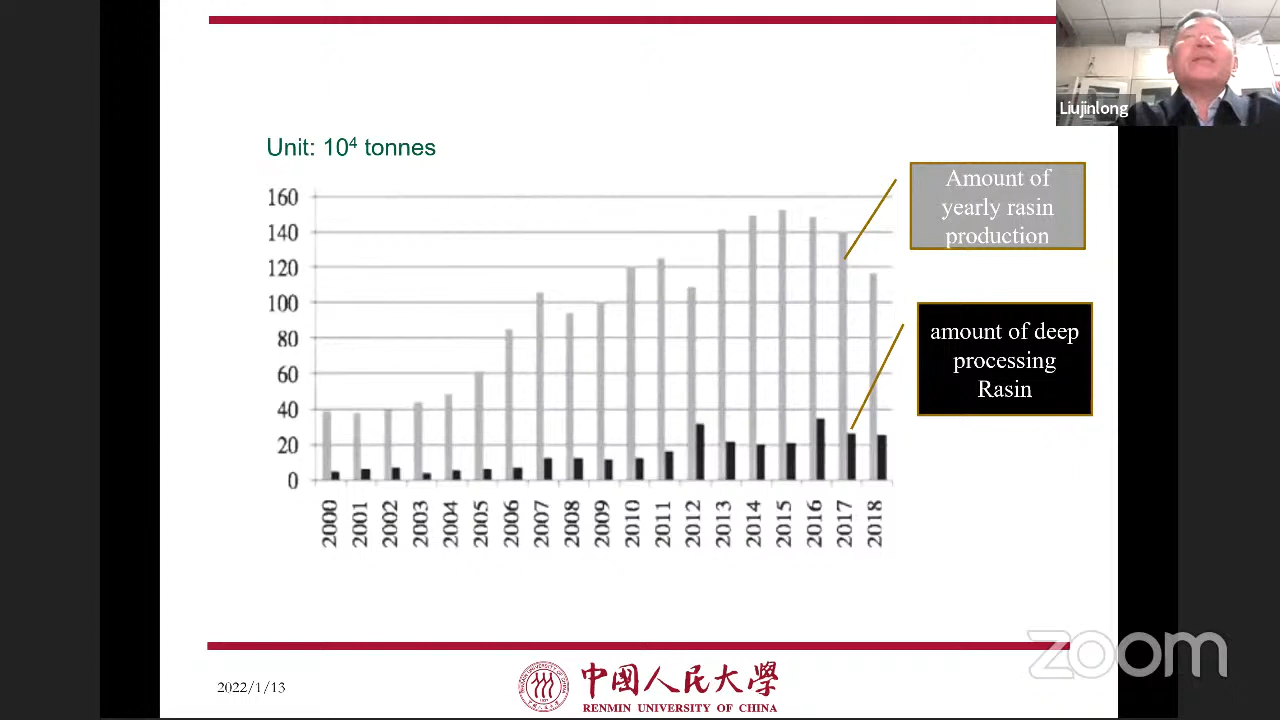 Liujinlong
Unit: 10⁴ tonnes
Amount of
yearly rasin
production
amount of deep
processing
Rasin
160
140
120
100
80
60
40
20
0
2000
2001
2002
2003
2004
2005
2006
2007
2008
2009
2010
2011
2012
2013
2014
2015
2016
2017
2018
zoom
2022/1/13
中國人民大學
RENMIN UNIVERSITY OF CHINA